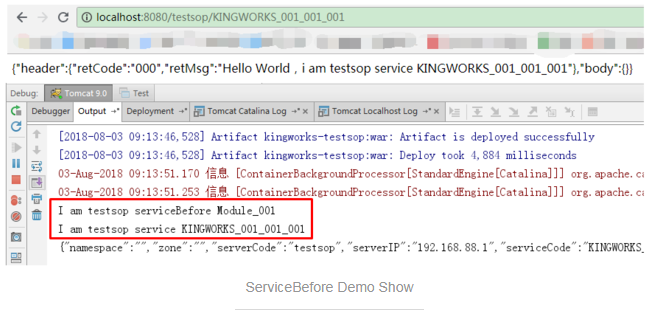 localhost:8080/testsop/KINGWORKS_001_001_001
{"header":{"retCode":"000","retMsg":"Hello World , i am testsop service KINGWORKS_001_001_001"},"body":{}}
Debug: Tomcat 9.0 Test
Debugger Output Deployment Tomcat Catalina Log Tomcat Localhost Log
[2018-08-03 09:13:46,528] Artifact kingworks-testsop:war: Artifact is deployed successfully
[2018-08-03 09:13:46,528] Artifact kingworks-testsop:war: Deploy took 4,884 milliseconds
03-Aug-2018 09:13:51.170 信息 [ContainerBackgroundProcessor[StandardEngine[Catalina]]] org.apache.ca
03-Aug-2018 09:13:51.253 信息 [ContainerBackgroundProcessor[StandardEngine[Catalina]]] org.apache.ca
I am testsop serviceBefore Module_001
I am testsop service KINGWORKS_001_001_001
{"namespace":"","zone":"","serverCode":"testsop","serverIP":"192.168.88.1","serviceCode":"KINGWORKS_
ServiceBefore Demo Show